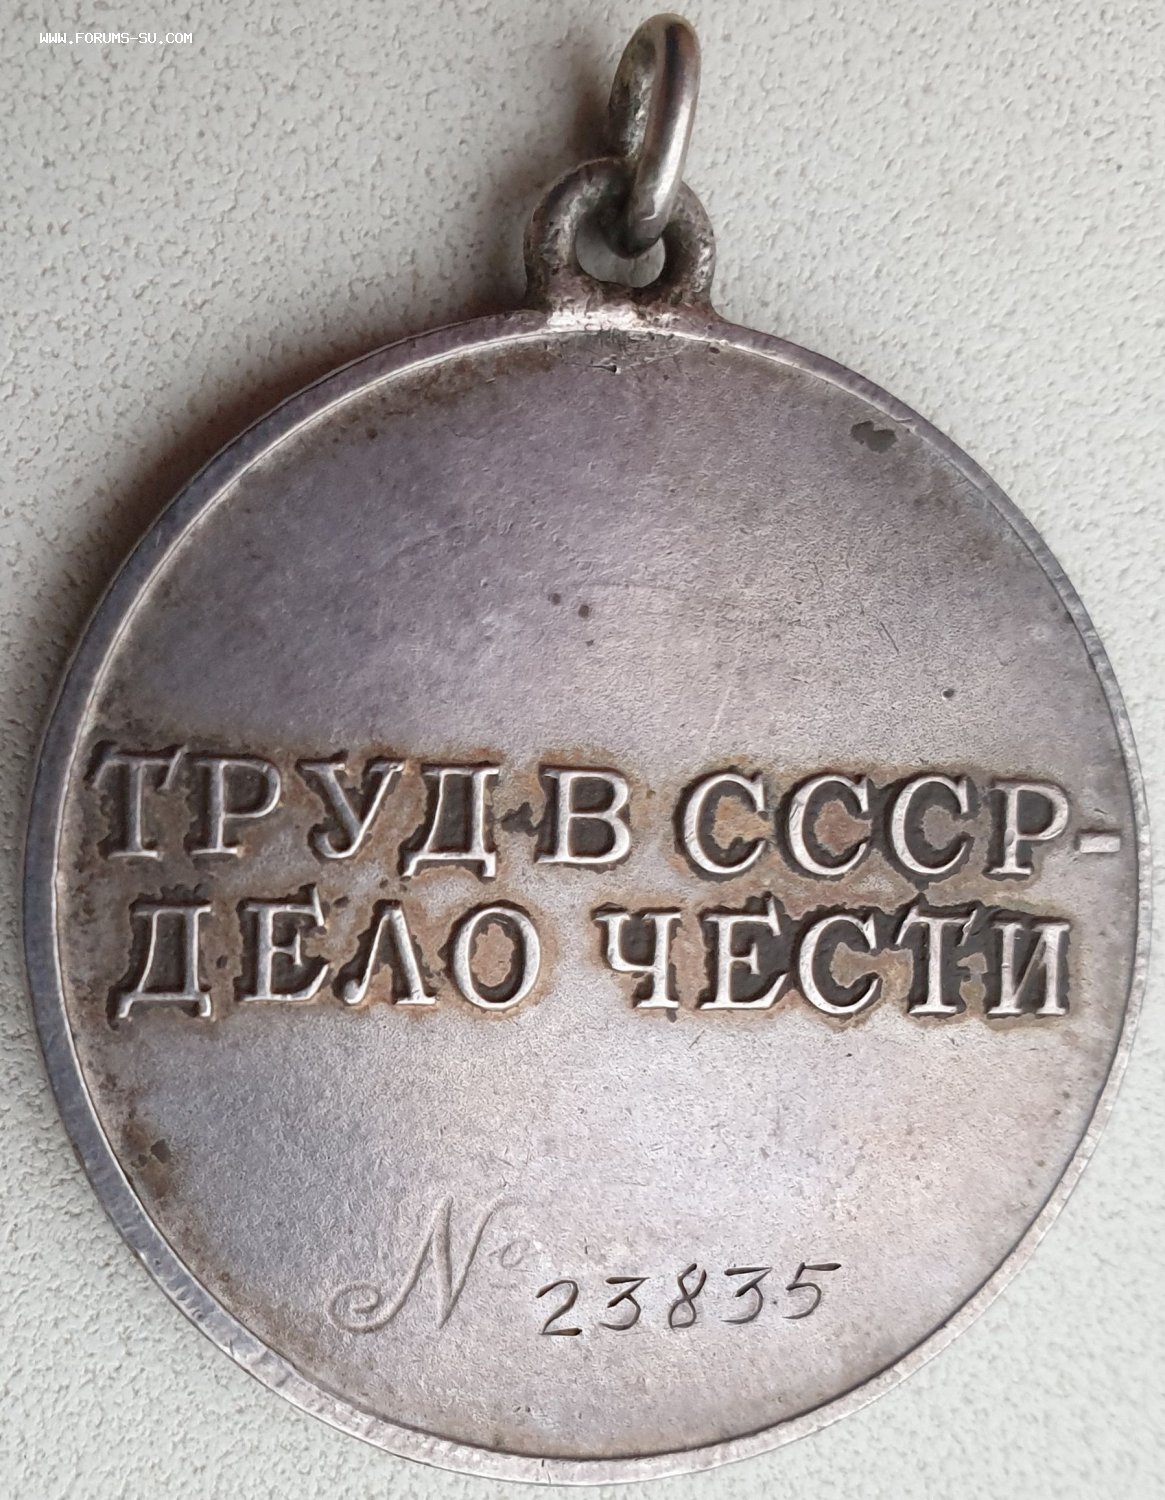 WWW.FORUMS-SU.COM
ТРУД В СССР-
ДЕЛО ЧЕСТИ
№ 23835